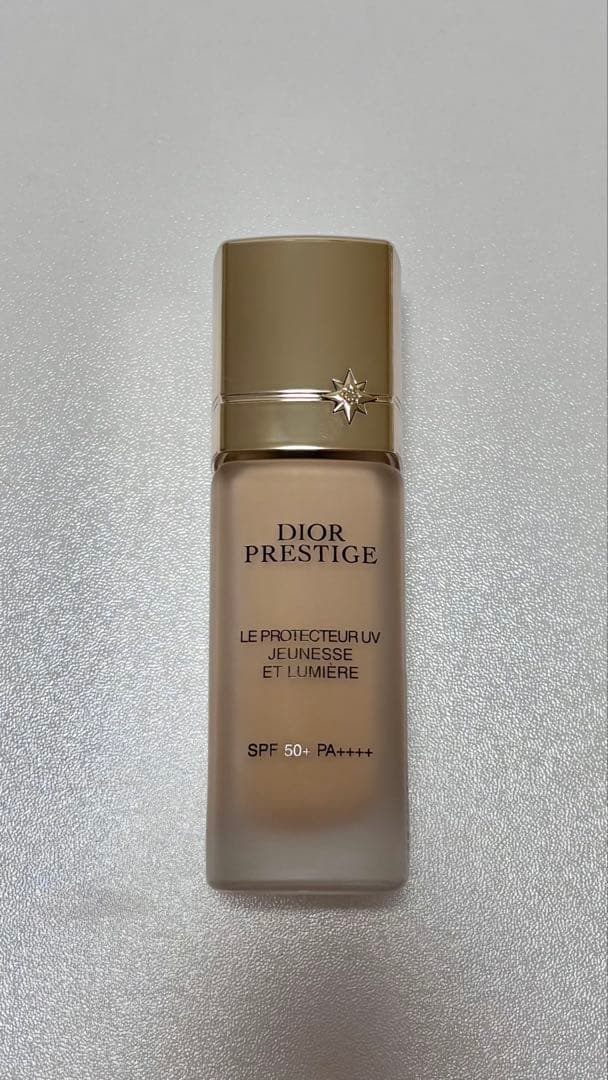 DIOR
PRESTIGE
LE PROTECTEUR UV
JEUNESSE
ET LUMIÈRE
SPF 50+ PA++++